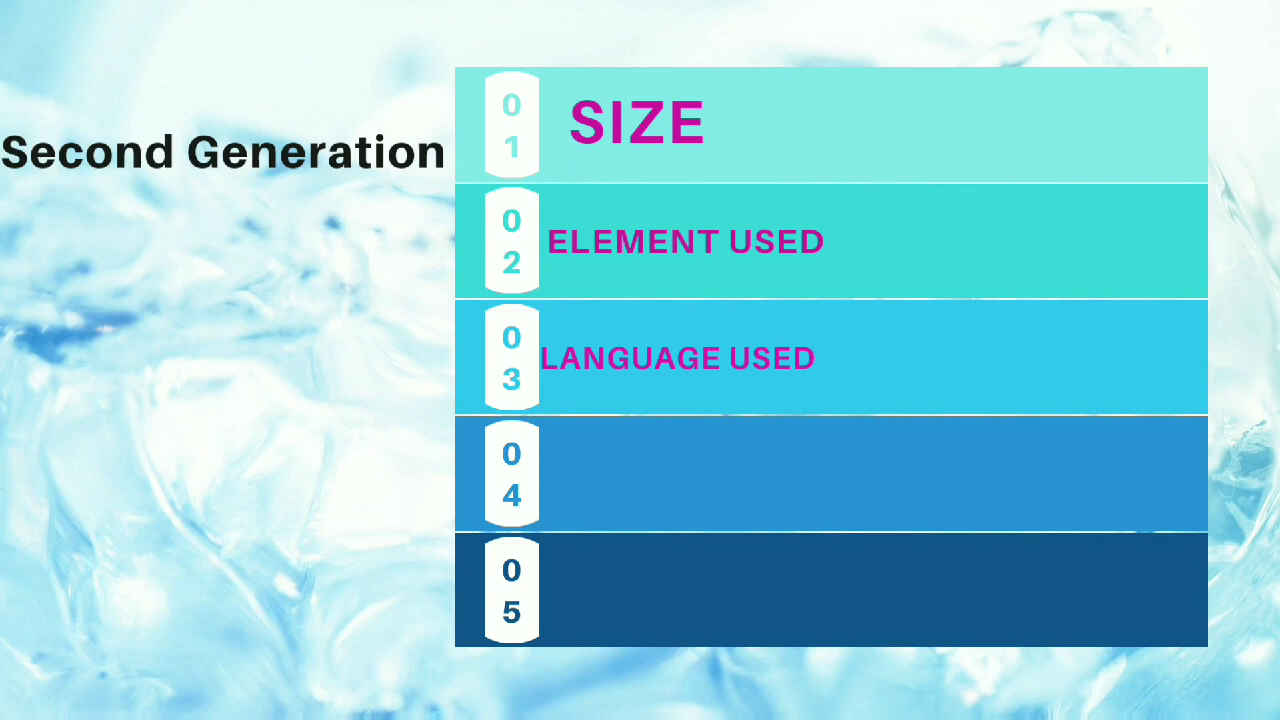 Second Generation
0
1
SIZE
0
2
ELEMENT USED
0
3
LANGUAGE USED
0
4
0
5